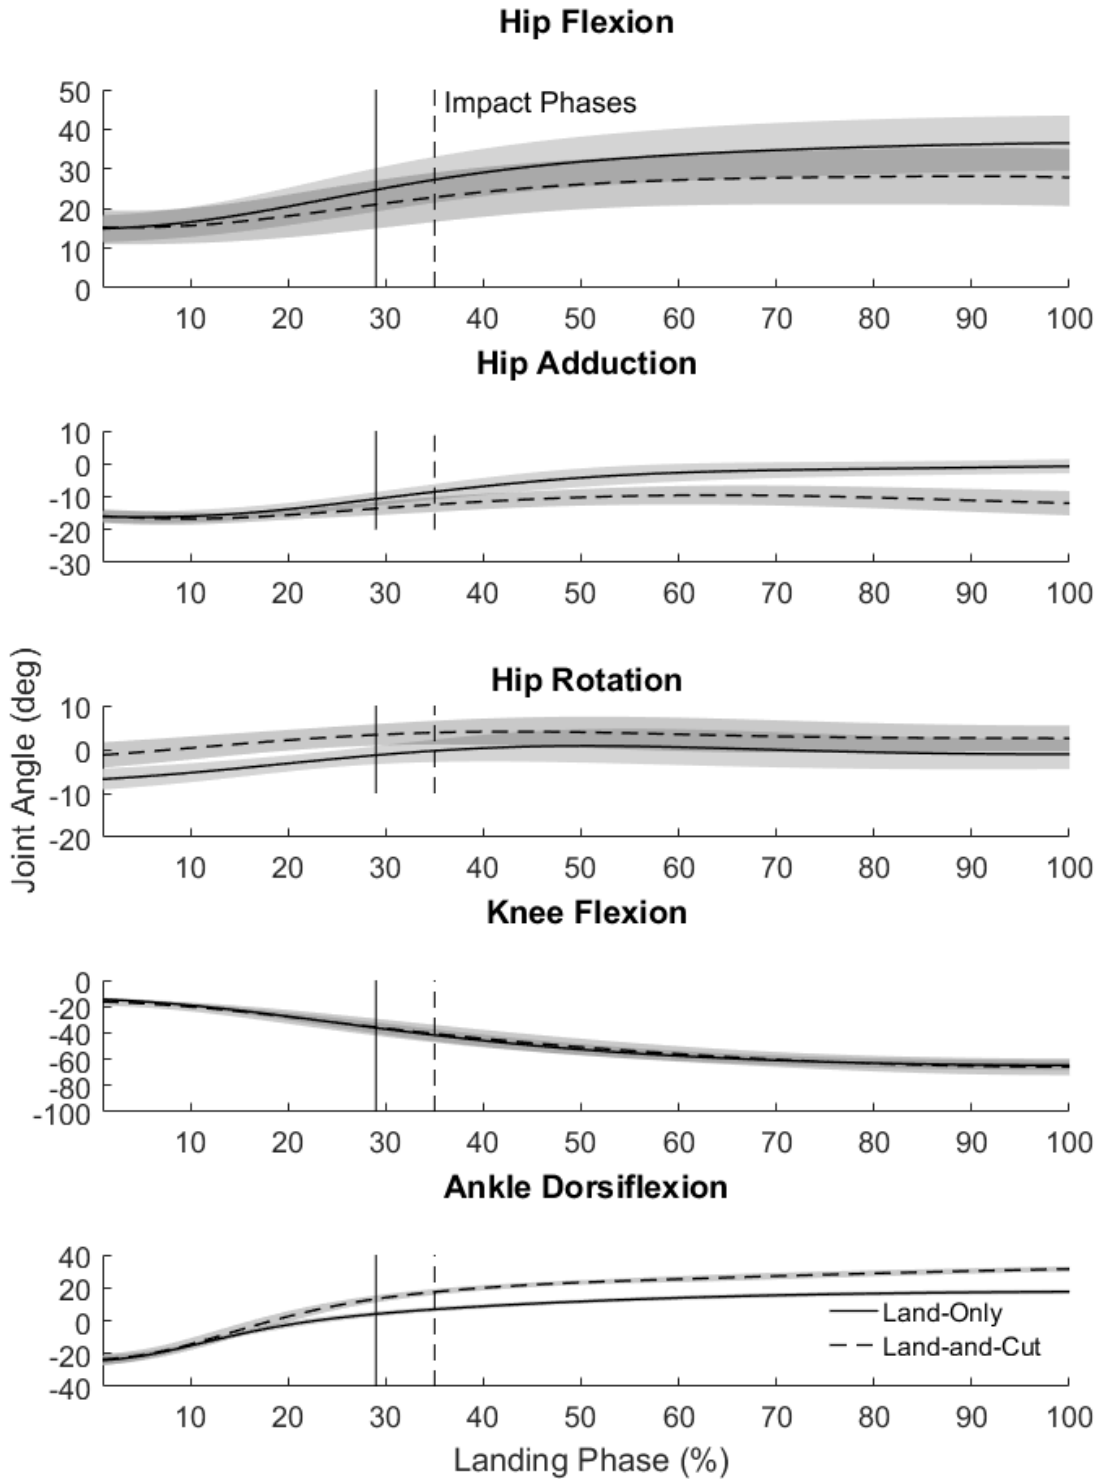 Hip Flexion
Impact Phases
50
40
30
20
10
0
10 20 30 40 50 60 70 80 90 100
Hip Adduction
10
0
-10
-20
-30
10 20 30 40 50 60 70 80 90 100
Hip Rotation
10
0
-10
-20
10 20 30 40 50 60 70 80 90 100
Joint Angle (deg)
Knee Flexion
0
-20
-40
-60
-80
-100
10 20 30 40 50 60 70 80 90 100
Ankle Dorsiflexion
40
20
0
-20
-40
Land-Only
Land-and-Cut
10 20 30 40 50 60 70 80 90 100
Landing Phase (%)